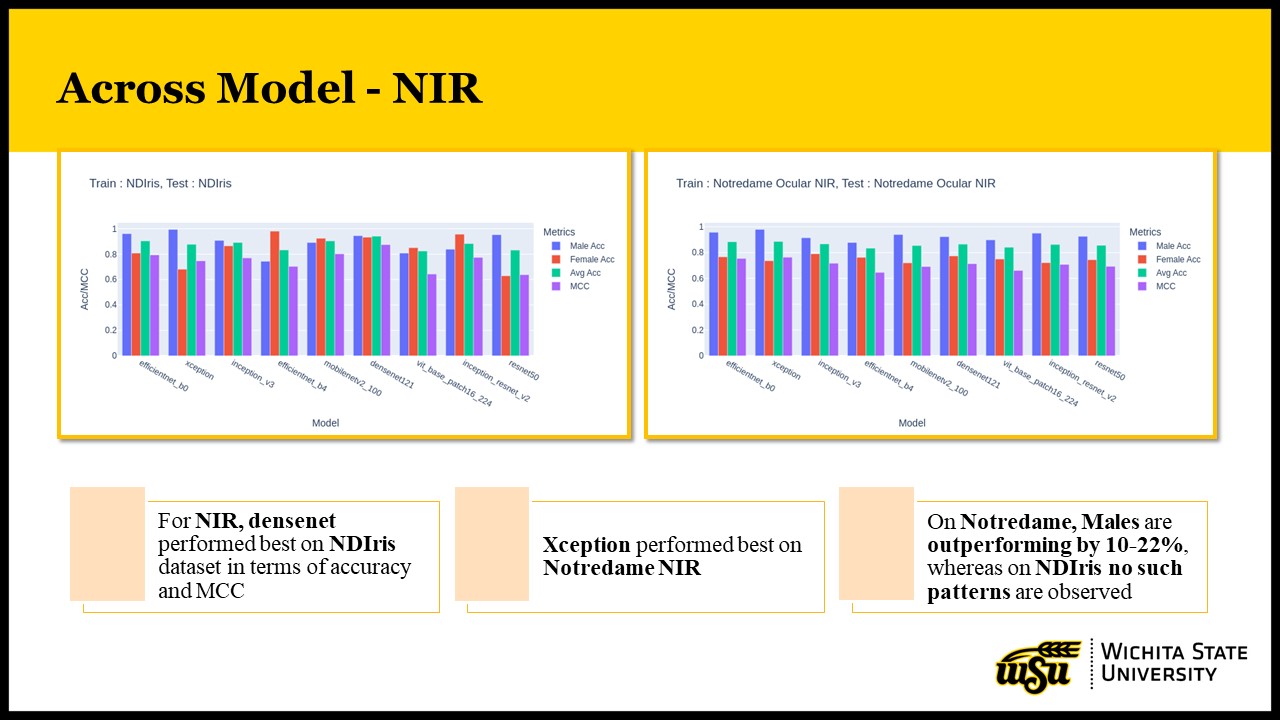 Across Model - NIR
Train : NDIris, Test : NDIris
1
0.8
0.6
0.4
0.2
0
Acc/MCC
efficientnet_b0
xception
inception_v3
efficientnet_b4
mobilenetv2_100
densenet121
vit_base_patch16_224
inception_resnet_v2
resnet50
Model
Metrics
Male Acc
Female Acc
Avg Acc
MCC
Train : Notredame Ocular NIR, Test : Notredame Ocular NIR
1
0.8
0.6
0.4
0.2
0
Acc/MCC
efficientnet_b0
xception
inception_v3
efficientnet_b4
mobilenetv2_100
densenet121
vit_base_patch16_224
inception_resnet_v2
resnet50
Model
Metrics
Male Acc
Female Acc
Avg Acc
MCC
For NIR, densenet
performed best on NDIris
dataset in terms of accuracy
and MCC
Xception performed best on
Notredame NIR
On Notredame, Males are
outperforming by 10-22%,
whereas on NDIris no such
patterns are observed
WSU
WICHITA STATE
UNIVERSITY